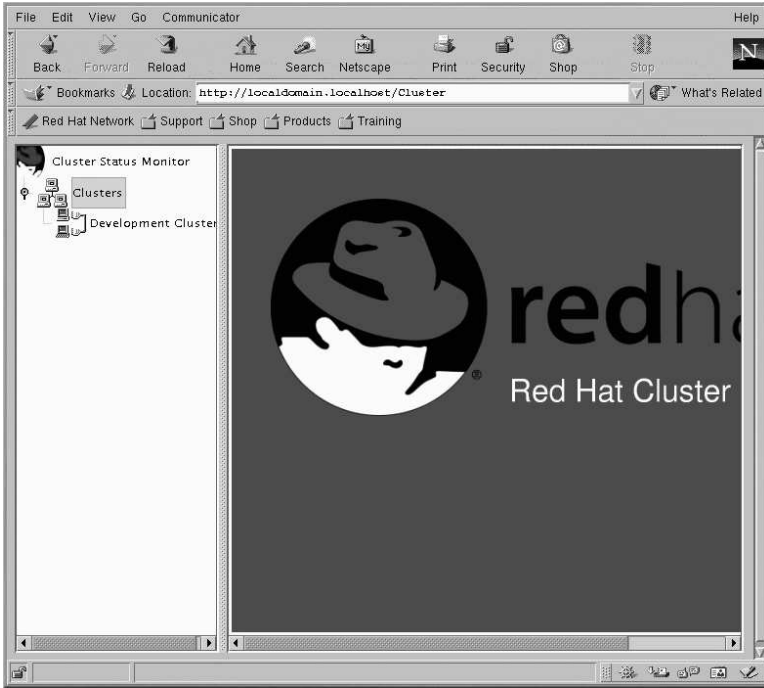 File Edit View Go Communicator Help
Back Forward Reload Home Search Netscape Print Security Shop Stop
My
N
Bookmarks Location: http://localdomain.localhost/Cluster What's Related
Red Hat Network Support Shop Products Training
Cluster Status Monitor
Clusters
Development Cluster
redha
®
Red Hat Cluster